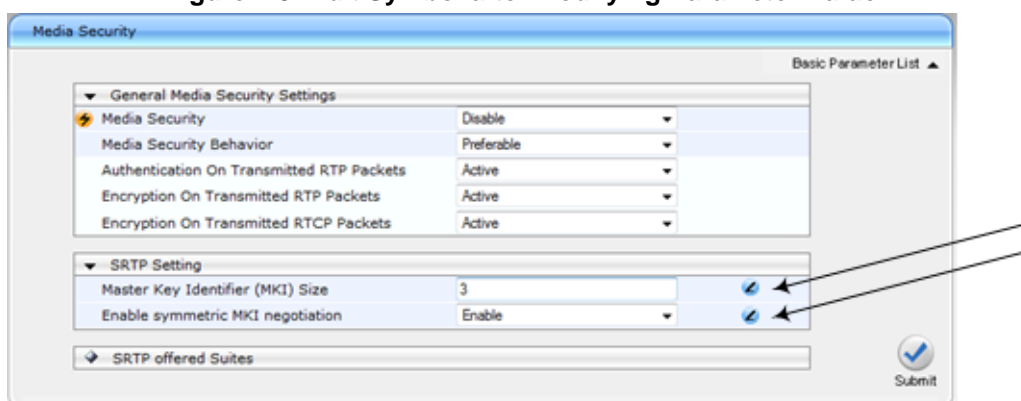 Media Security
Basic Parameter List
General Media Security Settings
Media Security Disable
Media Security Behavior Preferable
Authentication On Transmitted RTP Packets Active
Encryption On Transmitted RTP Packets Active
Encryption On Transmitted RTCP Packets Active
SRTP Setting
Master Key Identifier (MKI) Size 3
Enable symmetric MKI negotiation Enable
SRTP offered Suites
Submit